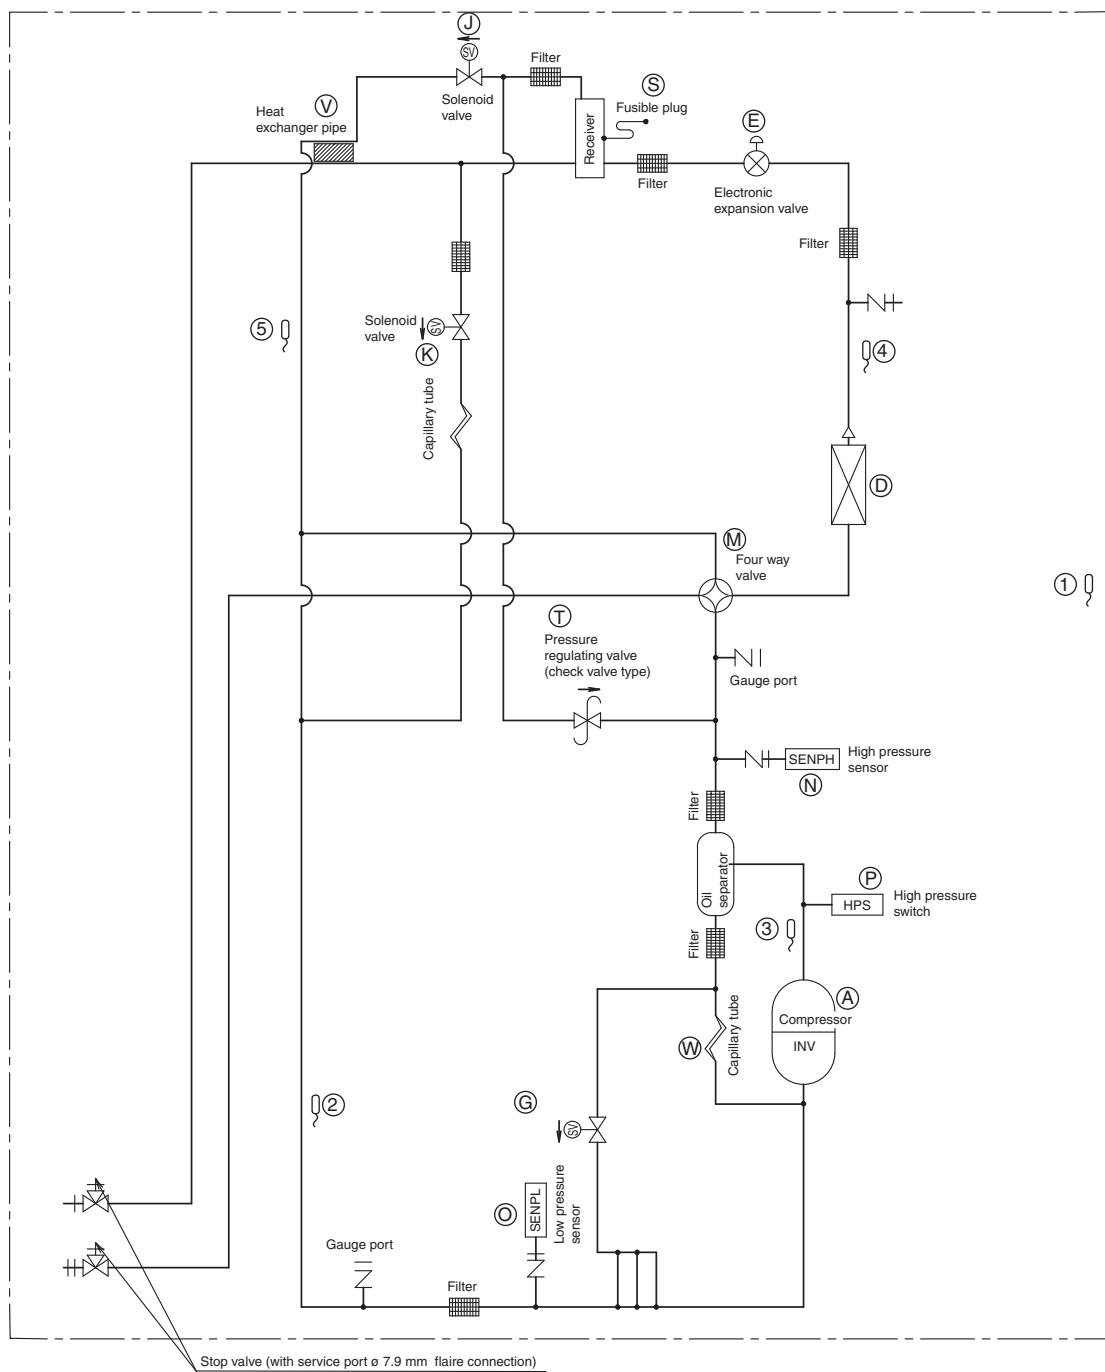 J
SV
Filter
Solenoid
valve
S
Fusible plug
Heat
exchanger pipe
V
Receiver
E
Filter
Electronic
expansion valve
Filter
5
Solenoid
valve
SV
K
4
Capillary tube
D
M
Four way
valve
1
T
Pressure
regulating valve
(check valve type)
Gauge port
SENPH
High pressure
sensor
N
Filter
Oil
separator
P
HPS
High pressure
switch
3
Filter
A
Compressor
INV
W
Capillary tube
2
G
SV
O
SENPL
Low pressure
sensor
Gauge port
Filter
Stop valve (with service port ø 7.9 mm flaire connection)